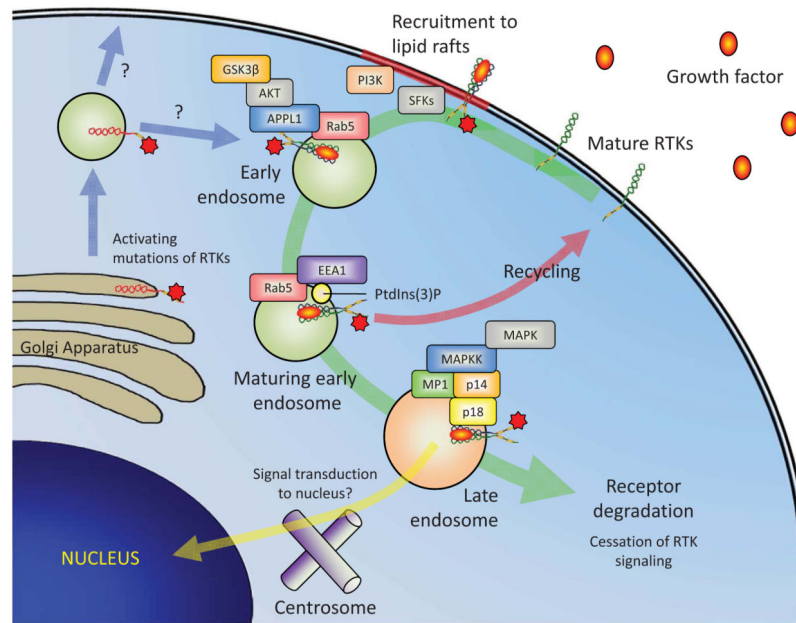 Recruitment to
lipid rafts
Growth factor
Mature RTKs
PI3K
SFKs
?
?
GSK3β
AKT
APPL1
Rab5
Early
endosome
Activating
mutations of RTKs
Golgi Apparatus
EEA1
Rab5
PtdIns(3)P
Recycling
Maturing early
endosome
MAPK
MAPKK
MP1
p14
p18
Late
endosome
Receptor
degradation
Cessation of RTK
signaling
Signal transduction
to nucleus?
NUCLEUS
Centrosome